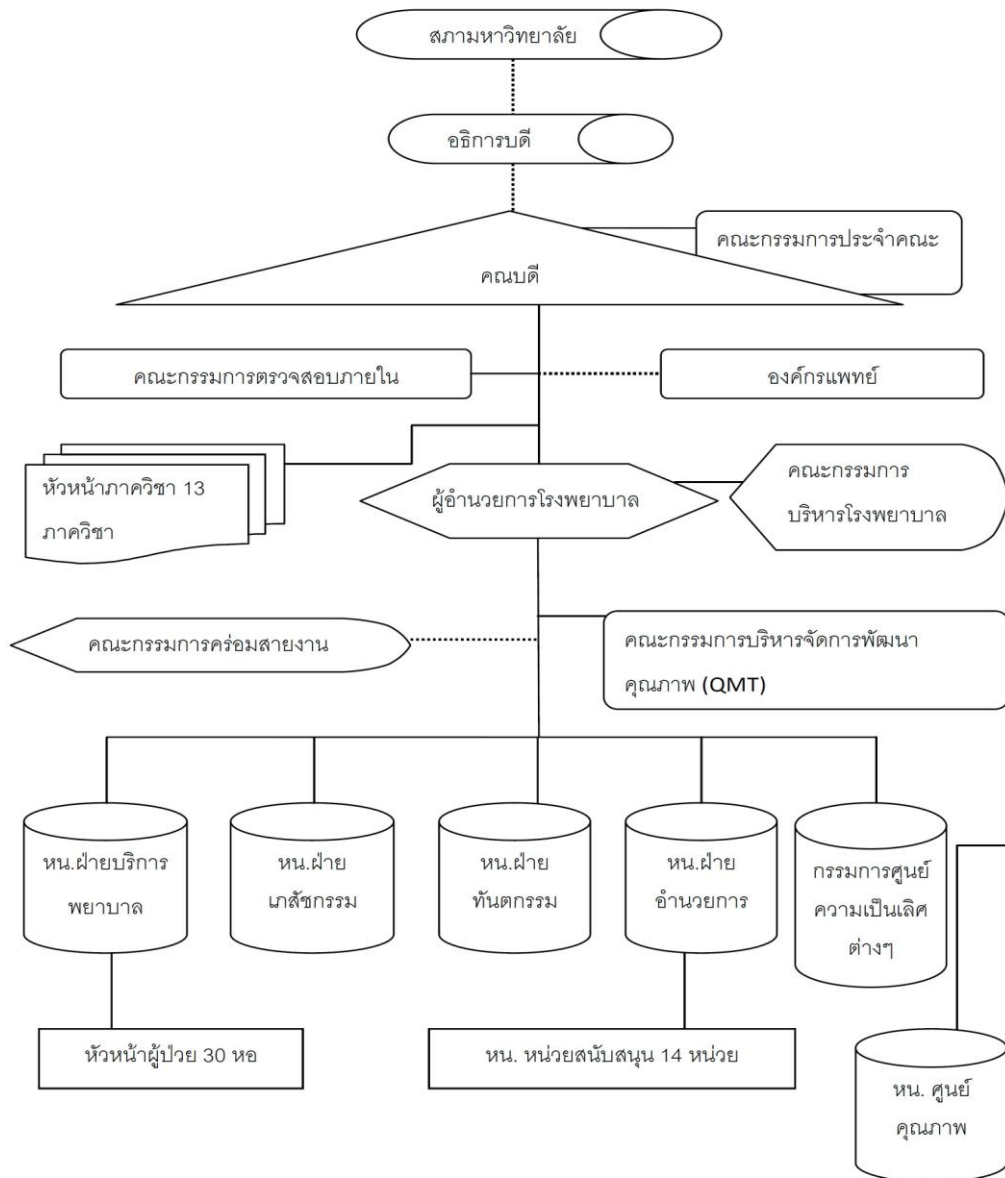 สภามหาวิทยาลัย
อธิการบดี
คณะกรรมการประจำคณะ
คณบดี
คณะกรรมการตรวจสอบภายใน
องค์กรแพทย์
หัวหน้าภาควิชา 13
ภาควิชา
ผู้อำนวยการโรงพยาบาล
คณะกรรมการ
บริหารโรงพยาบาล
คณะกรรมการคร่อมสายงาน
คณะกรรมการบริหารจัดการพัฒนา
คุณภาพ (QMT)
หน.ฝ่ายบริการ
พยาบาล
หน.ฝ่าย
เภสัชกรรม
หน.ฝ่าย
ทันตกรรม
หน.ฝ่าย
อำนวยการ
กรรมการศูนย์
ความเป็นเลิศ
ต่างๆ
หัวหน้าผู้ป่วย 30 หอ
หน. หน่วยสนับสนุน 14 หน่วย
หน. ศูนย์
คุณภาพ